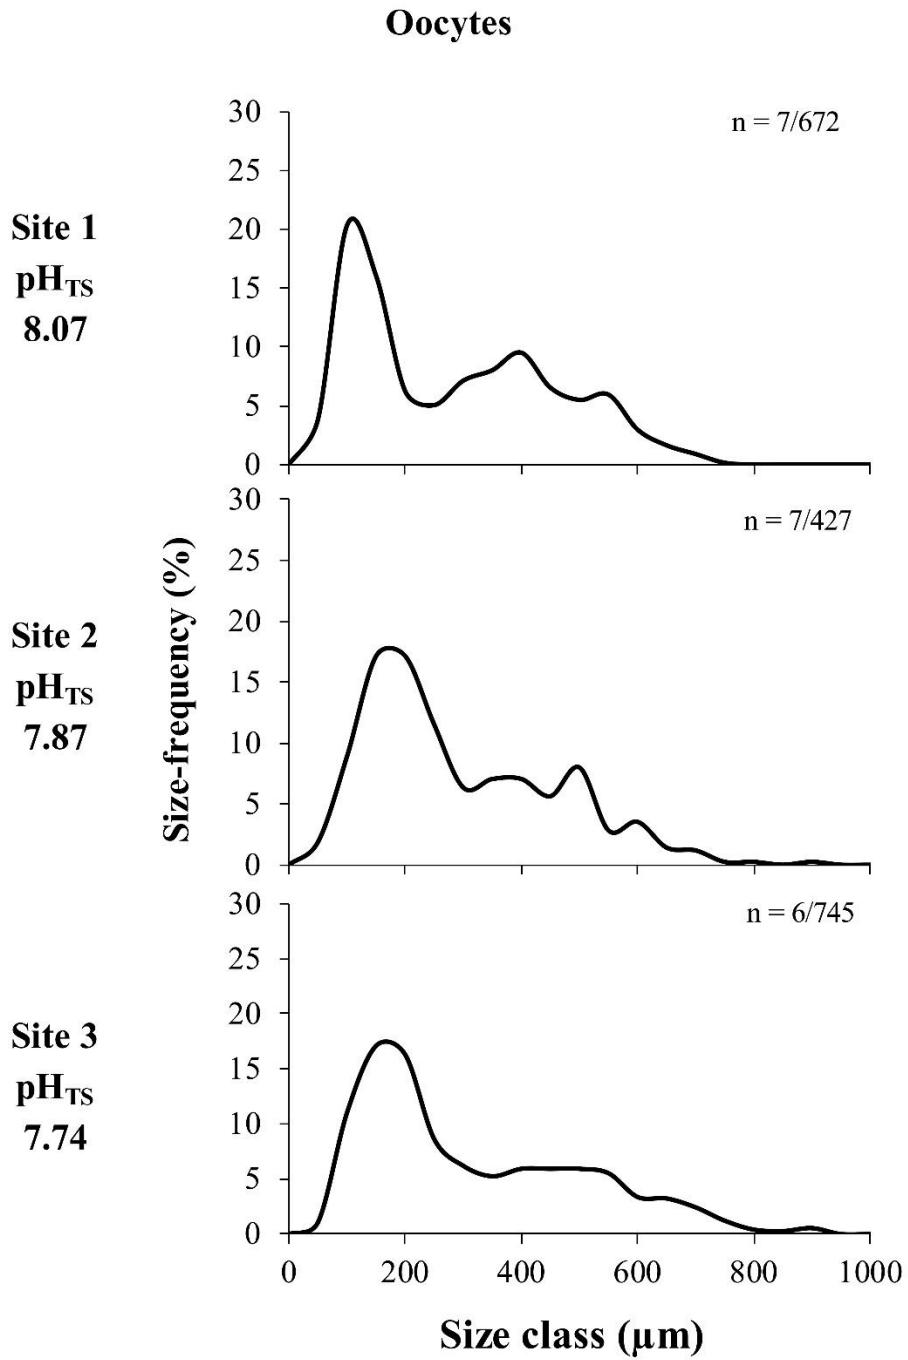 Oocytes
Site 1
pHTS
8.07
30
25
20
15
10
5
0
n = 7/672
Site 2
pHTS
7.87
Size-frequency (%)
30
25
20
15
10
5
0
n = 7/427
Site 3
pHTS
7.74
30
25
20
15
10
5
0
n = 6/745
0 200 400 600 800 1000
Size class (µm)